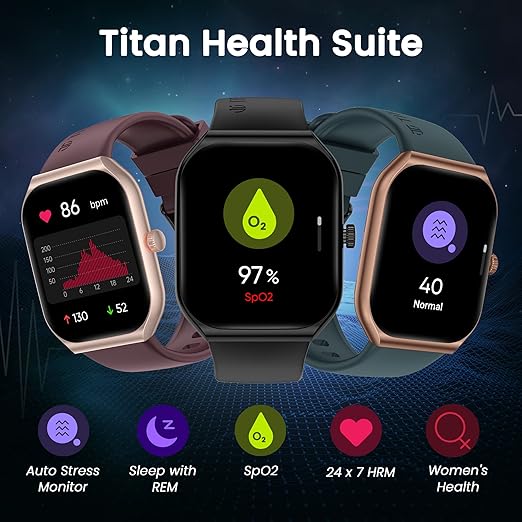 Titan Health Suite
86 bpm
200
150
100
50
0
0 6 12 18 24
↑130 ↓52
O₂
97%
SpO2
40
Normal
O₂
Auto Stress
Monitor
Sleep with
REM
SpO2
24 x 7 HRM
Women's
Health